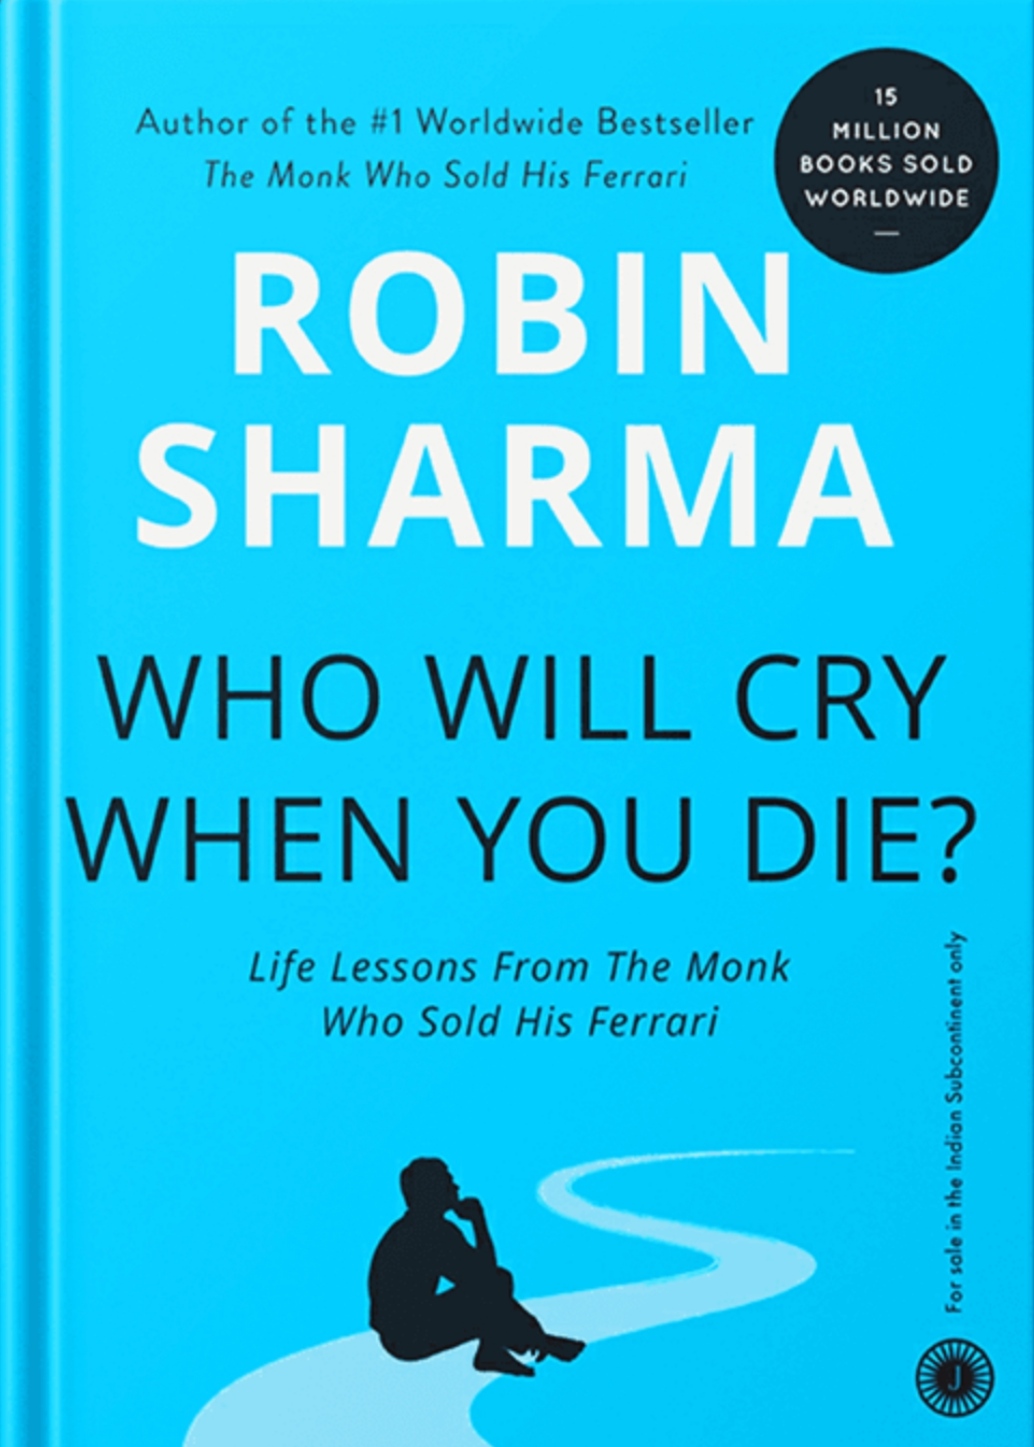 Author of the #1 Worldwide Bestseller
The Monk Who Sold His Ferrari
15
MILLION
BOOKS SOLD
WORLDWIDE
ROBIN
SHARMA
WHO WILL CRY
WHEN YOU DIE?
Life Lessons From The Monk
Who Sold His Ferrari
For sale in the Indian Subcontinent only
J